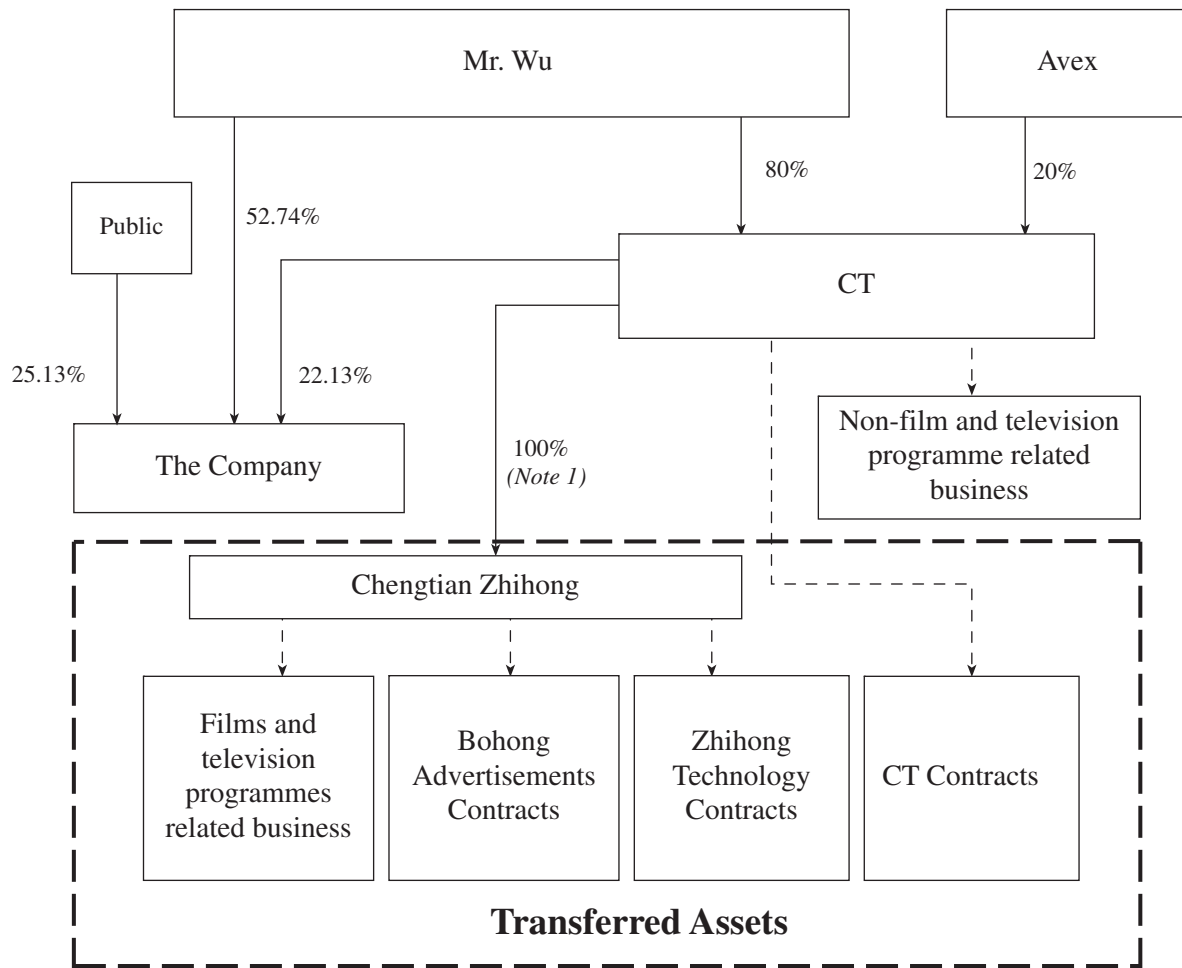 Mr. Wu
Avex
80%
20%
Public
52.74%
CT
25.13%
22.13%
The Company
100%
(Note 1)
Non-film and television
programme related
business
Chengtian Zhihong
Films and
television
programmes
related business
Bohong
Advertisements
Contracts
Zhihong
Technology
Contracts
CT Contracts
Transferred Assets